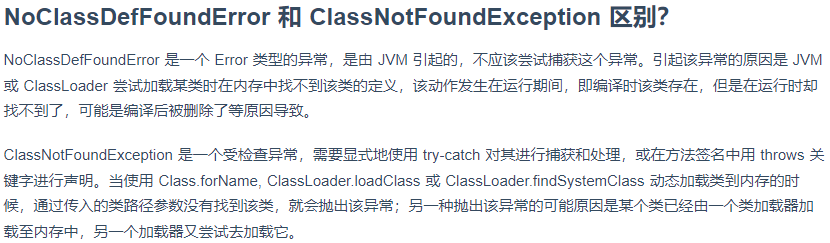 NoClassDefFoundError 和 ClassNotFoundException 区别？
NoClassDefFoundError 是一个 Error 类型的异常，是由 JVM 引起的，不应该尝试捕获这个异常。引起该异常的原因是 JVM
或 ClassLoader 尝试加载某类时在内存中找不到该类的定义，该动作发生在运行期间，即编译时该类存在，但是在运行时却
找不到了，可能是编译后被删除了等原因导致。
ClassNotFoundException 是一个受检查异常，需要显式地使用 try-catch 对其进行捕获和处理，或在方法签名中用 throws 关
键字进行声明。当使用 Class.forName, ClassLoader.loadClass 或 ClassLoader.findSystemClass 动态加载类到内存的时
候，通过传入的类路径参数没有找到该类，就会抛出该异常；另一种抛出该异常的可能原因是某个类已经由一个类加载器加
载至内存中，另一个加载器又尝试去加载它。